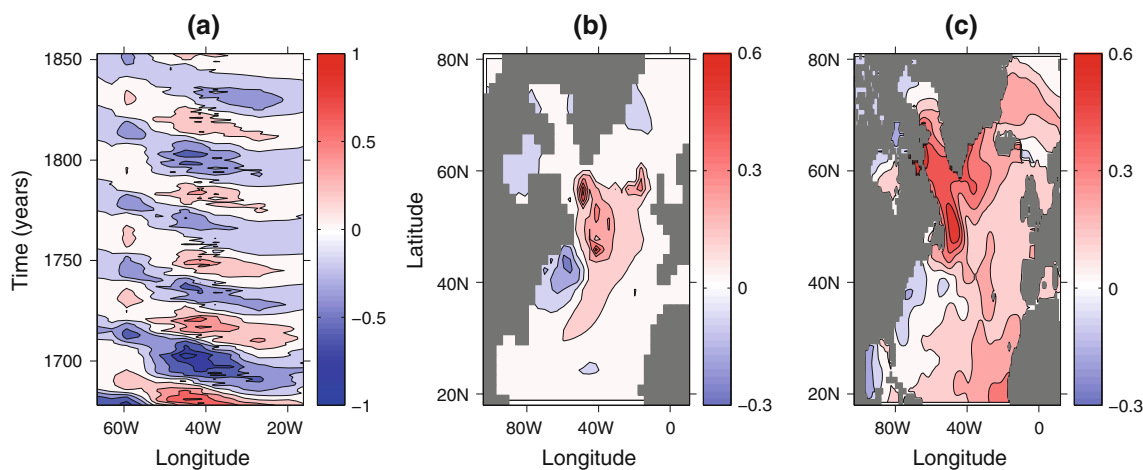 (a)
(b)
(c)
1850
1800
1750
1700
Time (years)
60W
40W
20W
Longitude
1
0.5
0
−0.5
−1
80N
60N
40N
20N
Latitude
80W
40W
0
Longitude
0.6
0.3
0
−0.3
80N
60N
40N
20N
80W
40W
0
Longitude
0.6
0.3
0
−0.3